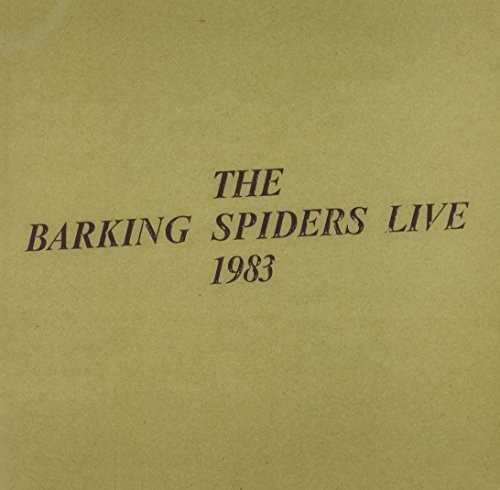 THE
BARKING SPIDERS LIVE
1983